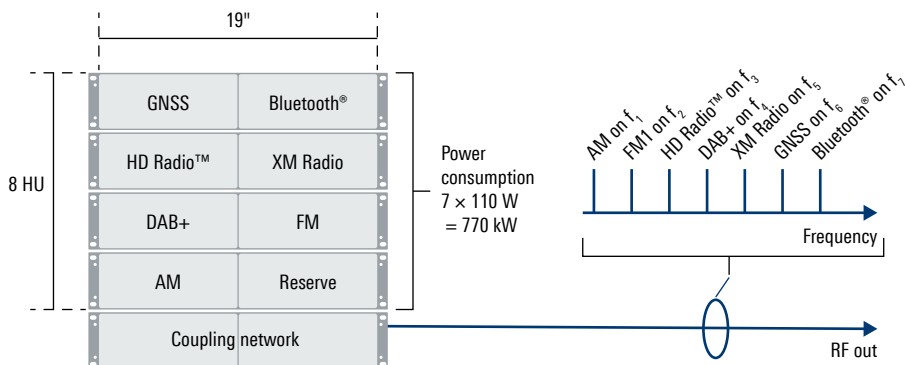 19"
8 HU
GNSS
Bluetooth®
HD Radio™
XM Radio
DAB+
FM
AM
Reserve
Coupling network
Power
consumption
7 × 110 W
= 770 kW
AM on f₁
FM1 on f₂
HD Radio™ on f₃
DAB+ on f₄
XM Radio on f₅
GNSS on f₆
Bluetooth® on f₇
Frequency
RF out